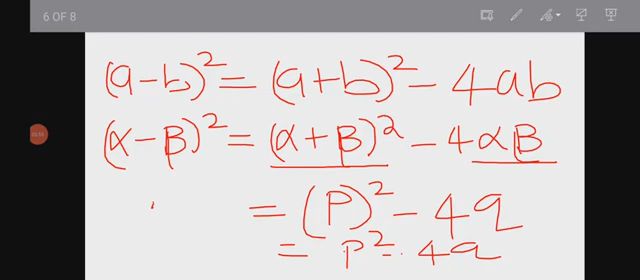 6 OF 8
(a-b)² = (a+b)² - 4ab
(α-β)² = (α+β)² - 4αβ
= (P)² - 4q
= P² - 4q